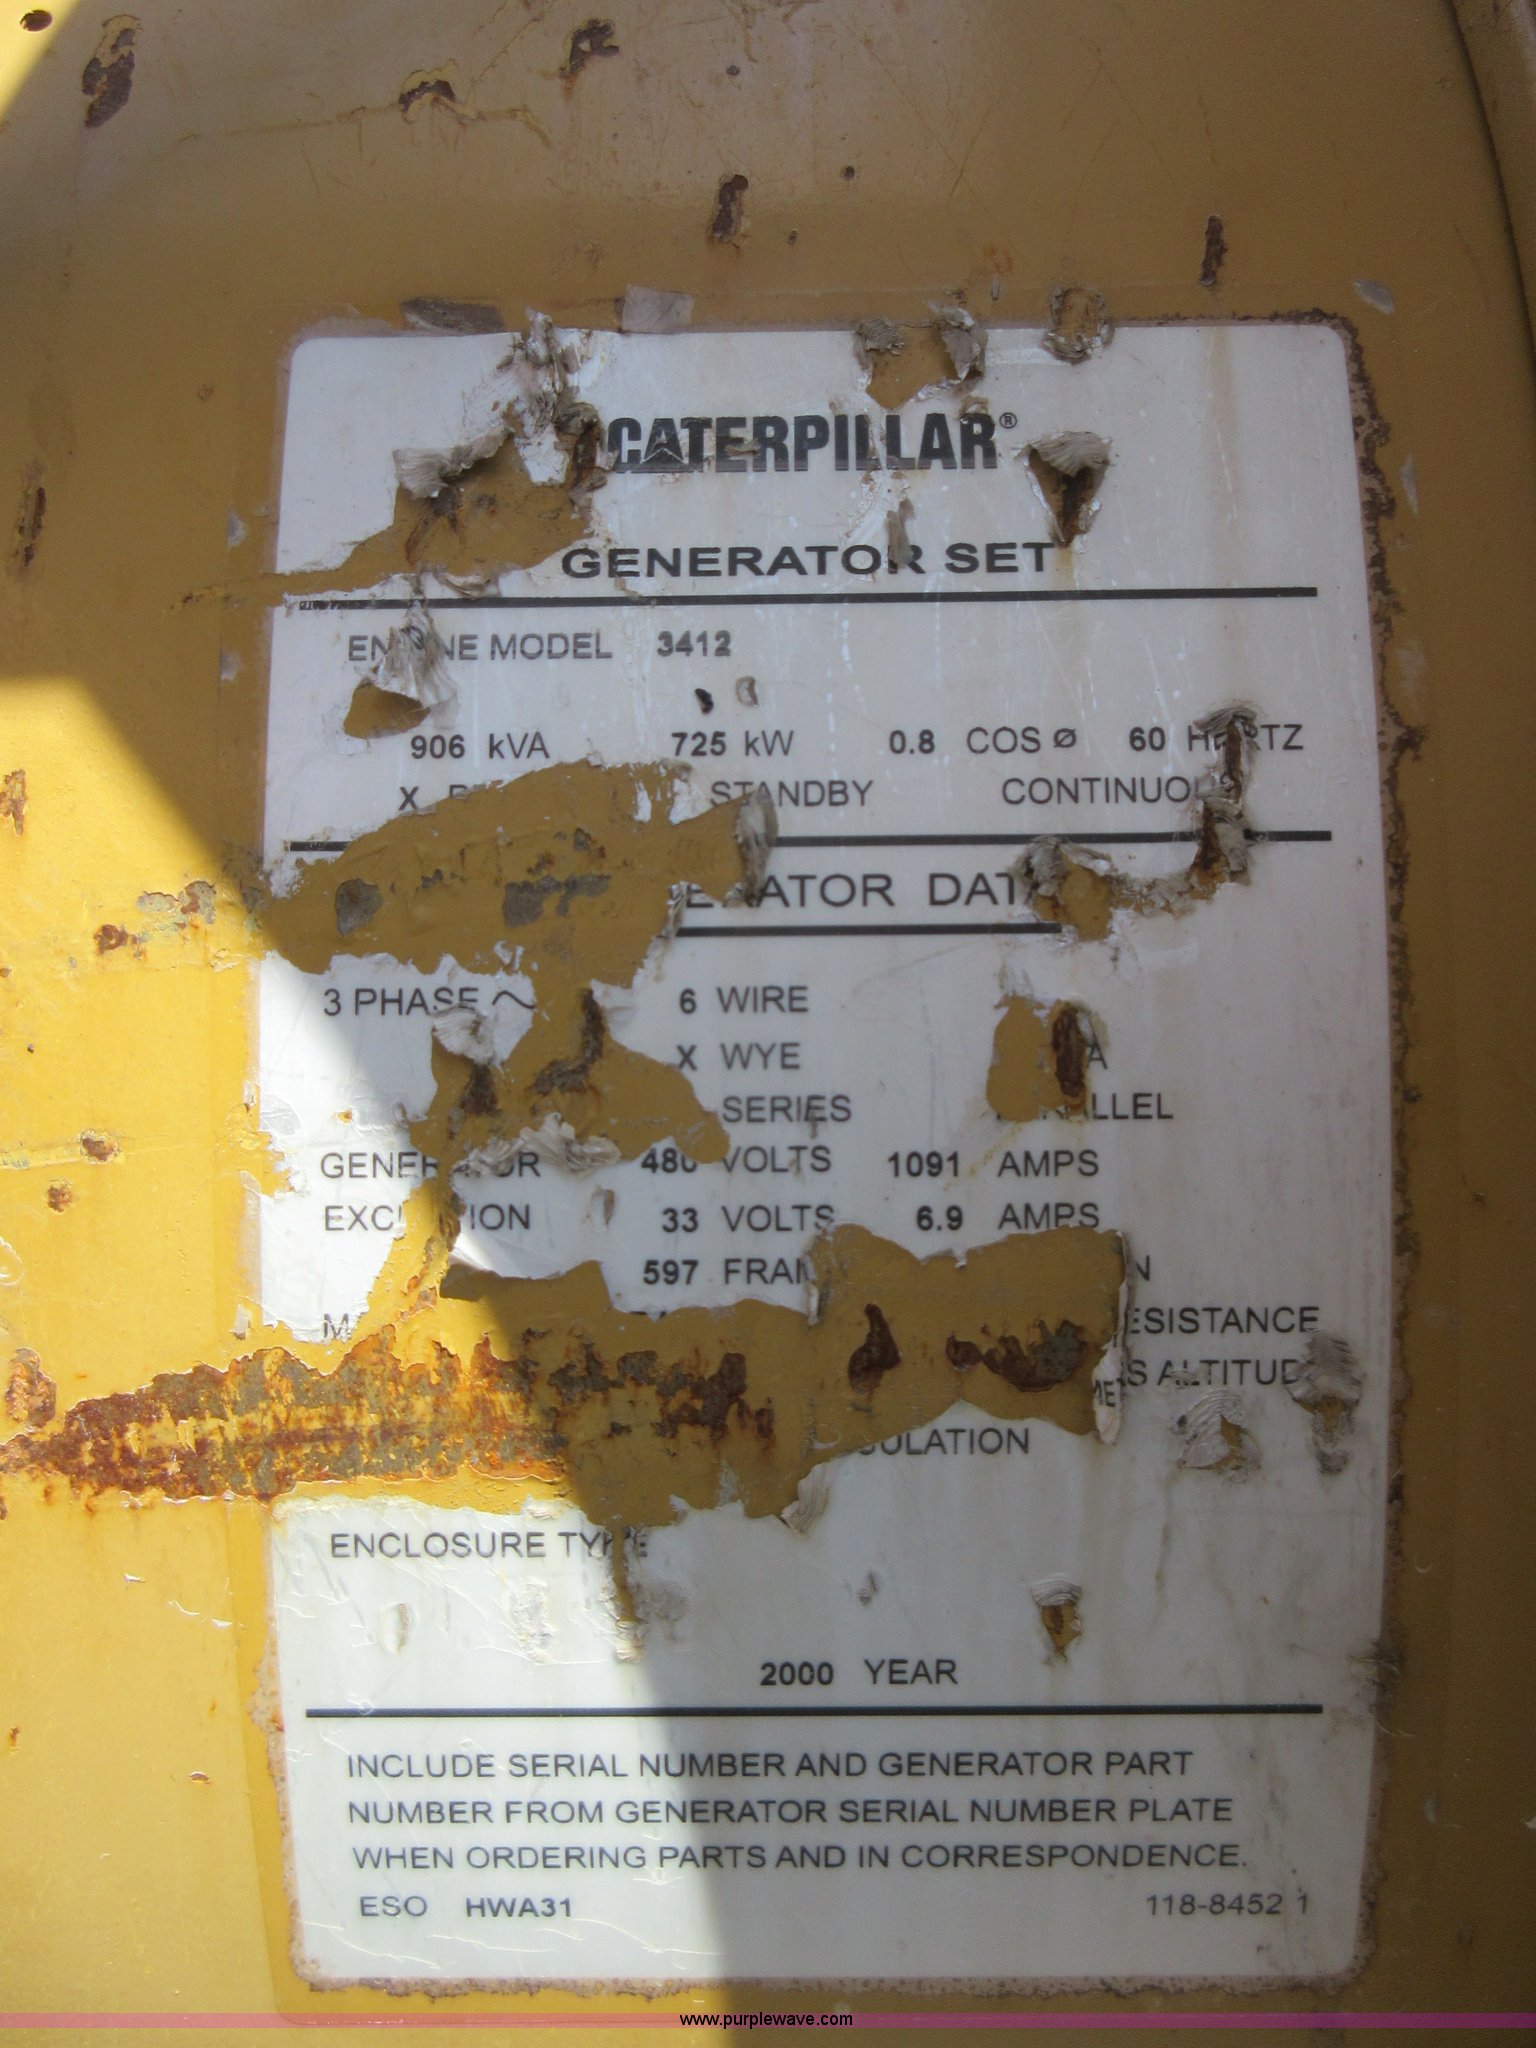 CATERPILLAR®
GENERATOR SET
ENGINE MODEL 3412
906 kVA 725 kW 0.8 COS Ø 60 HERTZ
X STANDBY CONTINUOUS
GENERATOR DATA
3 PHASE ~ 6 WIRE
X WYE
SERIES PARALLEL
GENERATOR 480 VOLTS 1091 AMPS
EXCITATION 33 VOLTS 6.9 AMPS
597 FRAME
RESISTANCE
ALTITUDE
INSULATION
ENCLOSURE TYPE
2000 YEAR
INCLUDE SERIAL NUMBER AND GENERATOR PART
NUMBER FROM GENERATOR SERIAL NUMBER PLATE
WHEN ORDERING PARTS AND IN CORRESPONDENCE.
ESO HWA31 118-8452 1
www.purplewave.com